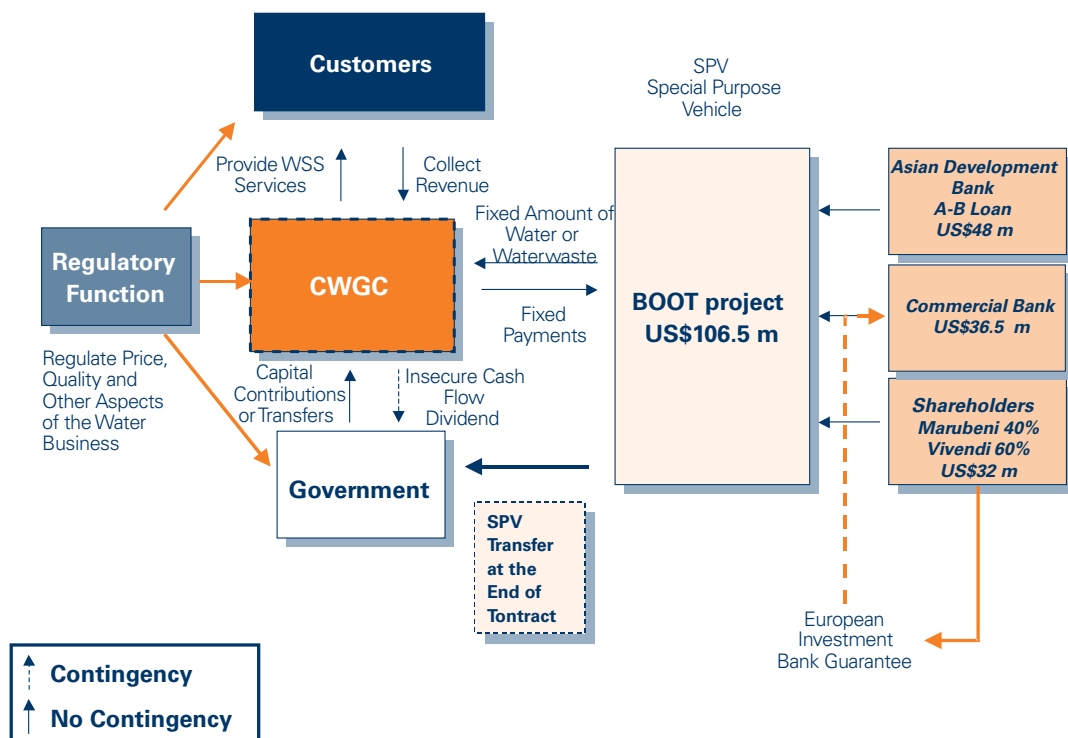 Customers
SPV
Special Purpose
Vehicle
Provide WSS
Services
Collect
Revenue
Asian Development
Bank
A-B Loan
US$48 m
Fixed Amount of
Water or
Waterwaste
Regulatory
Function
CWGC
BOOT project
US$106.5 m
Commercial Bank
US$36.5 m
Fixed
Payments
Regulate Price,
Quality and
Other Aspects
of the Water
Business
Capital
Contributions
or Transfers
Insecure Cash
Flow
Dividend
Shareholders
Marubeni 40%
Vivendi 60%
US$32 m
Government
SPV
Transfer
at the
End of
Tontract
European
Investment
Bank Guarantee
Contingency
No Contingency